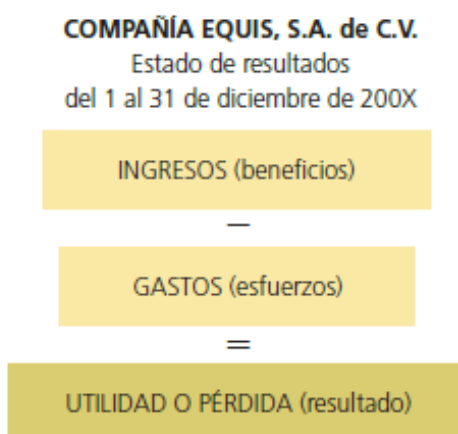 COMPAÑÍA EQUIS, S.A. de C.V.
Estado de resultados
del 1 al 31 de diciembre de 200X
INGRESOS (beneficios)
—
GASTOS (esfuerzos)
=
UTILIDAD O PÉRDIDA (resultado)